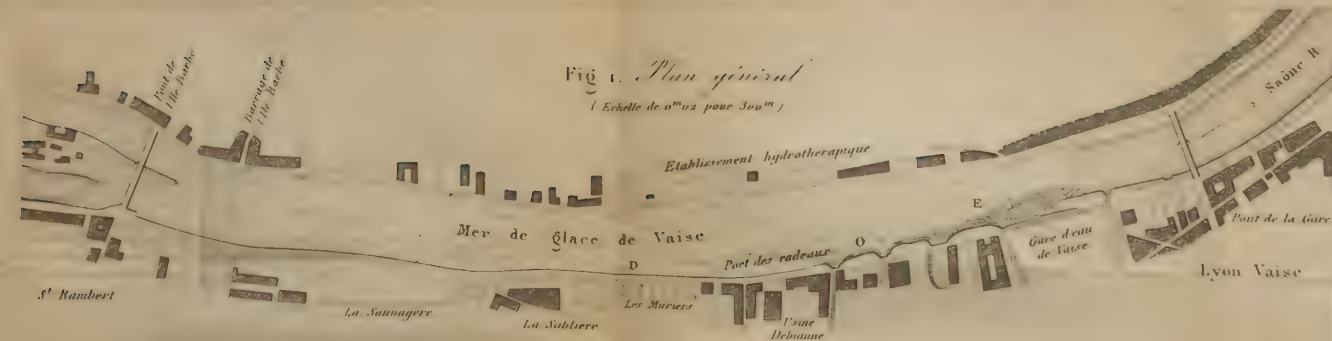 Fig 1. Plan général
( Echelle de 0m02 pour 300m )
Pont de
l'Ile Barbe
Barrage de
l'Ile Barbe
Etablissement hydrothérapique
Saône R
Mer de glace de Vaise
D
Port des radeaux
O
E
Gare d'eau
de Vaise
Pont de la Gare
Lyon Vaise
St Rambert
La Sauvagère
La Sablière
Les Muriers
Usine